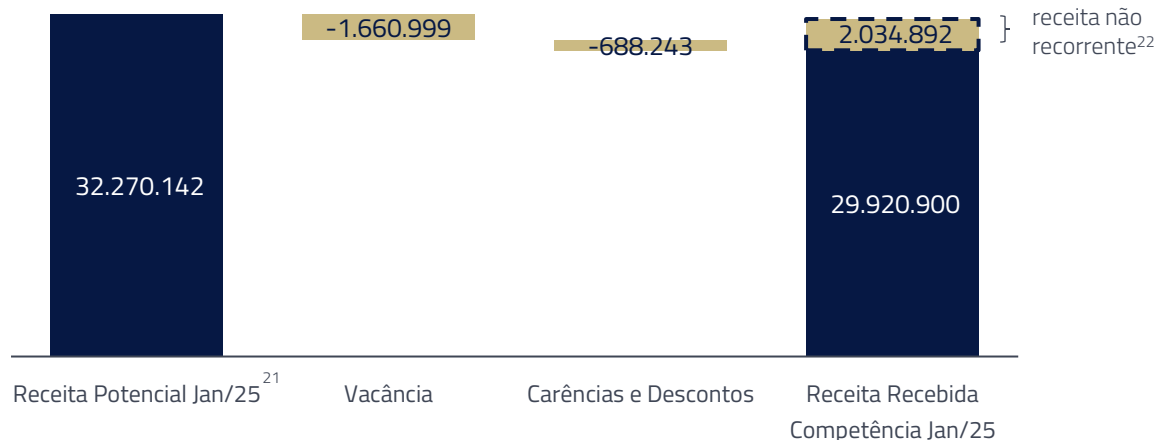 -1.660.999
-688.243
2.034.892
receita não
recorrente22
32.270.142
29.920.900
Receita Potencial Jan/25 21
Vacância
Carências e Descontos
Receita Recebida
Competência Jan/25